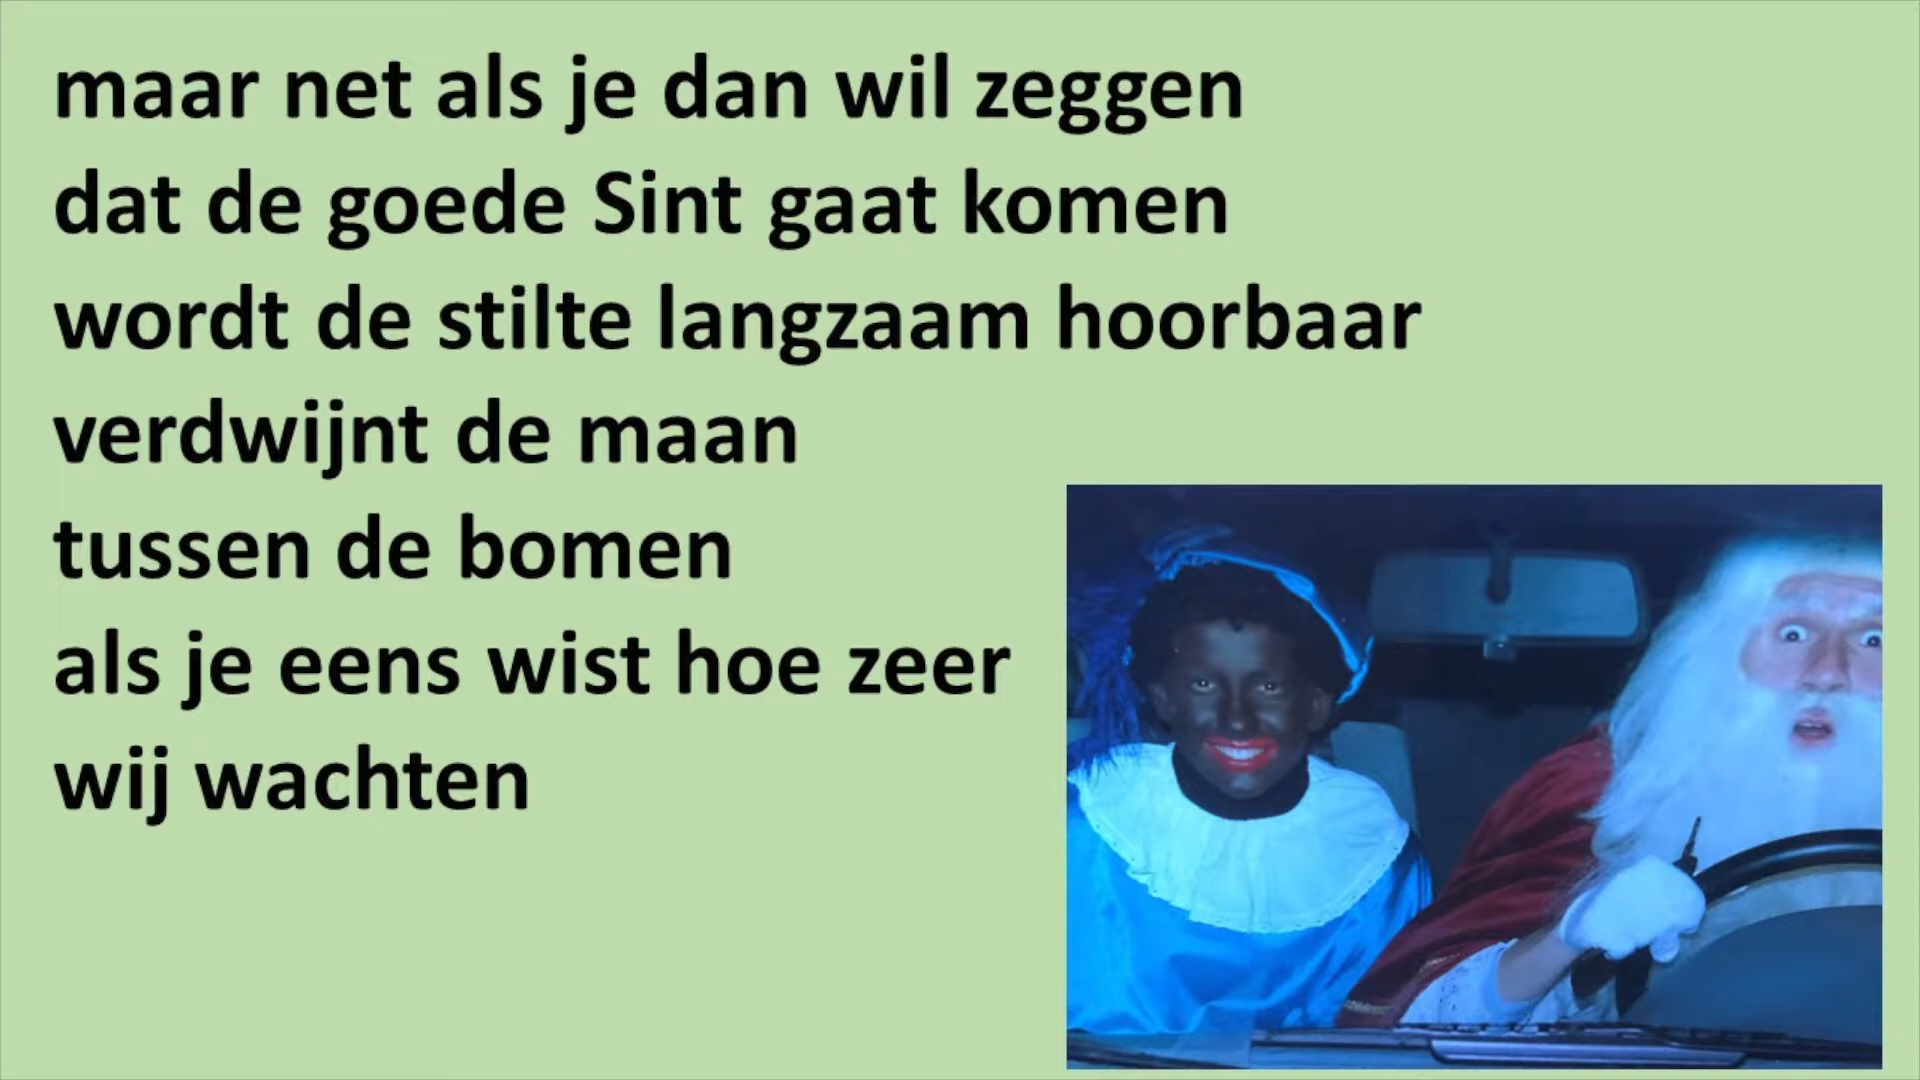 maar net als je dan wil zeggen
dat de goede Sint gaat komen
wordt de stilte langzaam hoorbaar
verdwijnt de maan
tussen de bomen
als je eens wist hoe zeer
wij wachten